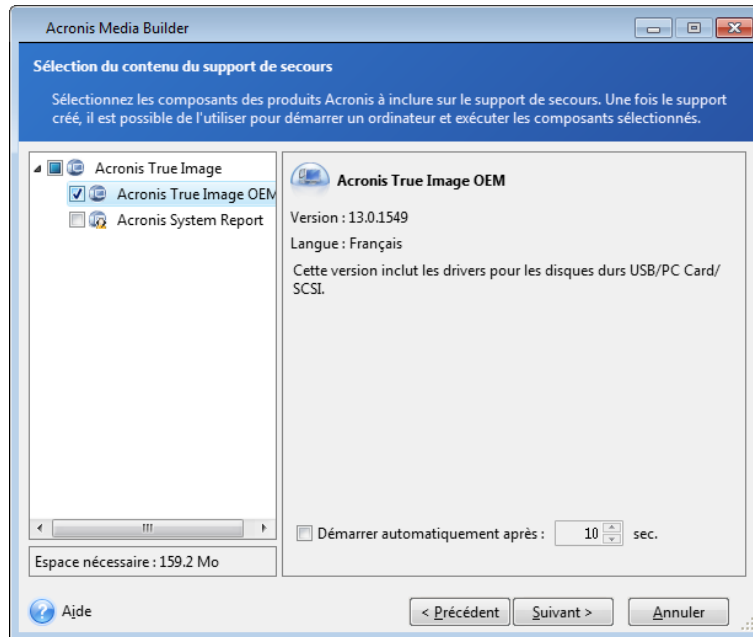 Acronis Media Builder
Sélection du contenu du support de secours
Sélectionnez les composants des produits Acronis à inclure sur le support de secours. Une fois le support
créé, il est possible de l'utiliser pour démarrer un ordinateur et exécuter les composants sélectionnés.
Acronis True Image
Acronis True Image OEM
Acronis System Report
Espace nécessaire : 159.2 Mo
Acronis True Image OEM
Version : 13.0.1549
Langue : Français
Cette version inclut les drivers pour les disques durs USB/PC Card/
SCSI.
Démarrer automatiquement après : 10 sec.
Aide
< Précédent
Suivant >
Annuler